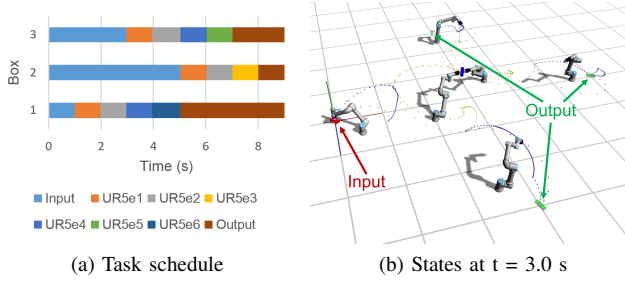 3
2
1
Box
0 2 4 6 8
Time (s)
Input UR5e1 UR5e2 UR5e3
UR5e4 UR5e5 UR5e6 Output
Output
Input
(a) Task schedule
(b) States at t = 3.0 s